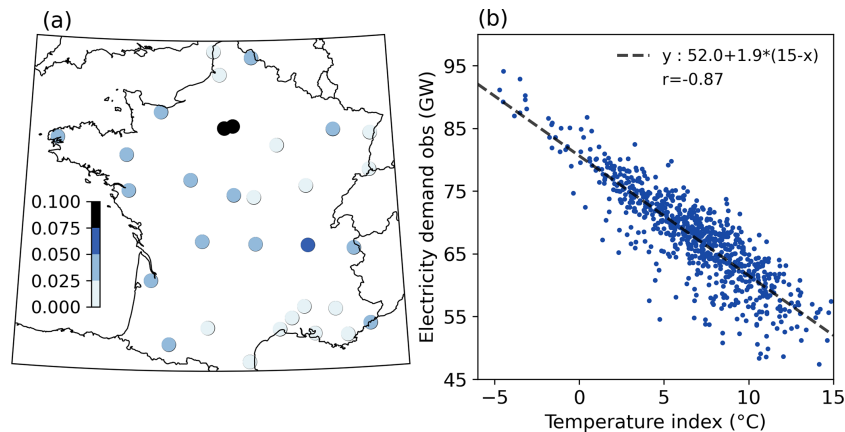 (a)
0.100
0.075
0.050
0.025
0.000
(b)
y : 52.0+1.9*(15-x)
r=-0.87
Electricity demand obs (GW)
95
85
75
65
55
45
−5
0
5
10
15
Temperature index (°C)